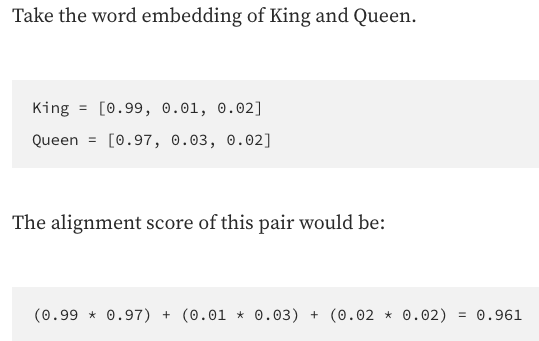 Take the word embedding of King and Queen.
King = [0.99, 0.01, 0.02]
Queen = [0.97, 0.03, 0.02]
The alignment score of this pair would be:
(0.99 * 0.97) + (0.01 * 0.03) + (0.02 * 0.02) = 0.961